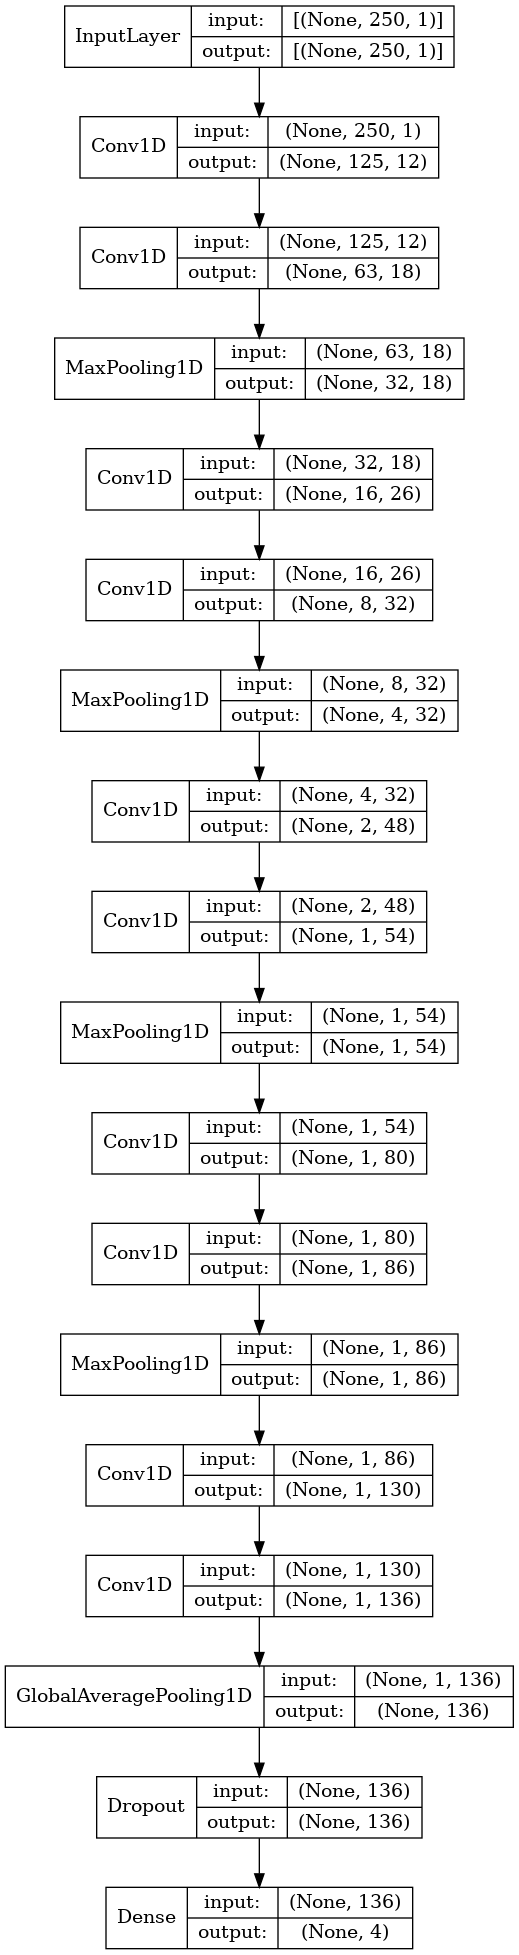 InputLayer input: [(None, 250, 1)]
output: [(None, 250, 1)]
Conv1D input: (None, 250, 1)
output: (None, 125, 12)
Conv1D input: (None, 125, 12)
output: (None, 63, 18)
MaxPooling1D input: (None, 63, 18)
output: (None, 32, 18)
Conv1D input: (None, 32, 18)
output: (None, 16, 26)
Conv1D input: (None, 16, 26)
output: (None, 8, 32)
MaxPooling1D input: (None, 8, 32)
output: (None, 4, 32)
Conv1D input: (None, 4, 32)
output: (None, 2, 48)
Conv1D input: (None, 2, 48)
output: (None, 1, 54)
MaxPooling1D input: (None, 1, 54)
output: (None, 1, 54)
Conv1D input: (None, 1, 54)
output: (None, 1, 80)
Conv1D input: (None, 1, 80)
output: (None, 1, 86)
MaxPooling1D input: (None, 1, 86)
output: (None, 1, 86)
Conv1D input: (None, 1, 86)
output: (None, 1, 130)
Conv1D input: (None, 1, 130)
output: (None, 1, 136)
GlobalAveragePooling1D input: (None, 1, 136)
output: (None, 136)
Dropout input: (None, 136)
output: (None, 136)
Dense input: (None, 136)
output: (None, 4)